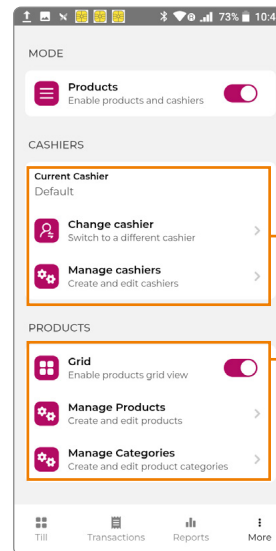 73% 10:4
MODE
Products
Enable products and cashiers
CASHIERS
Current Cashier
Default
Change cashier
Switch to a different cashier
Manage cashiers
Create and edit cashiers
PRODUCTS
Grid
Enable products grid view
Manage Products
Create and edit products
Manage Categories
Create and edit product categories
Till Transactions Reports More